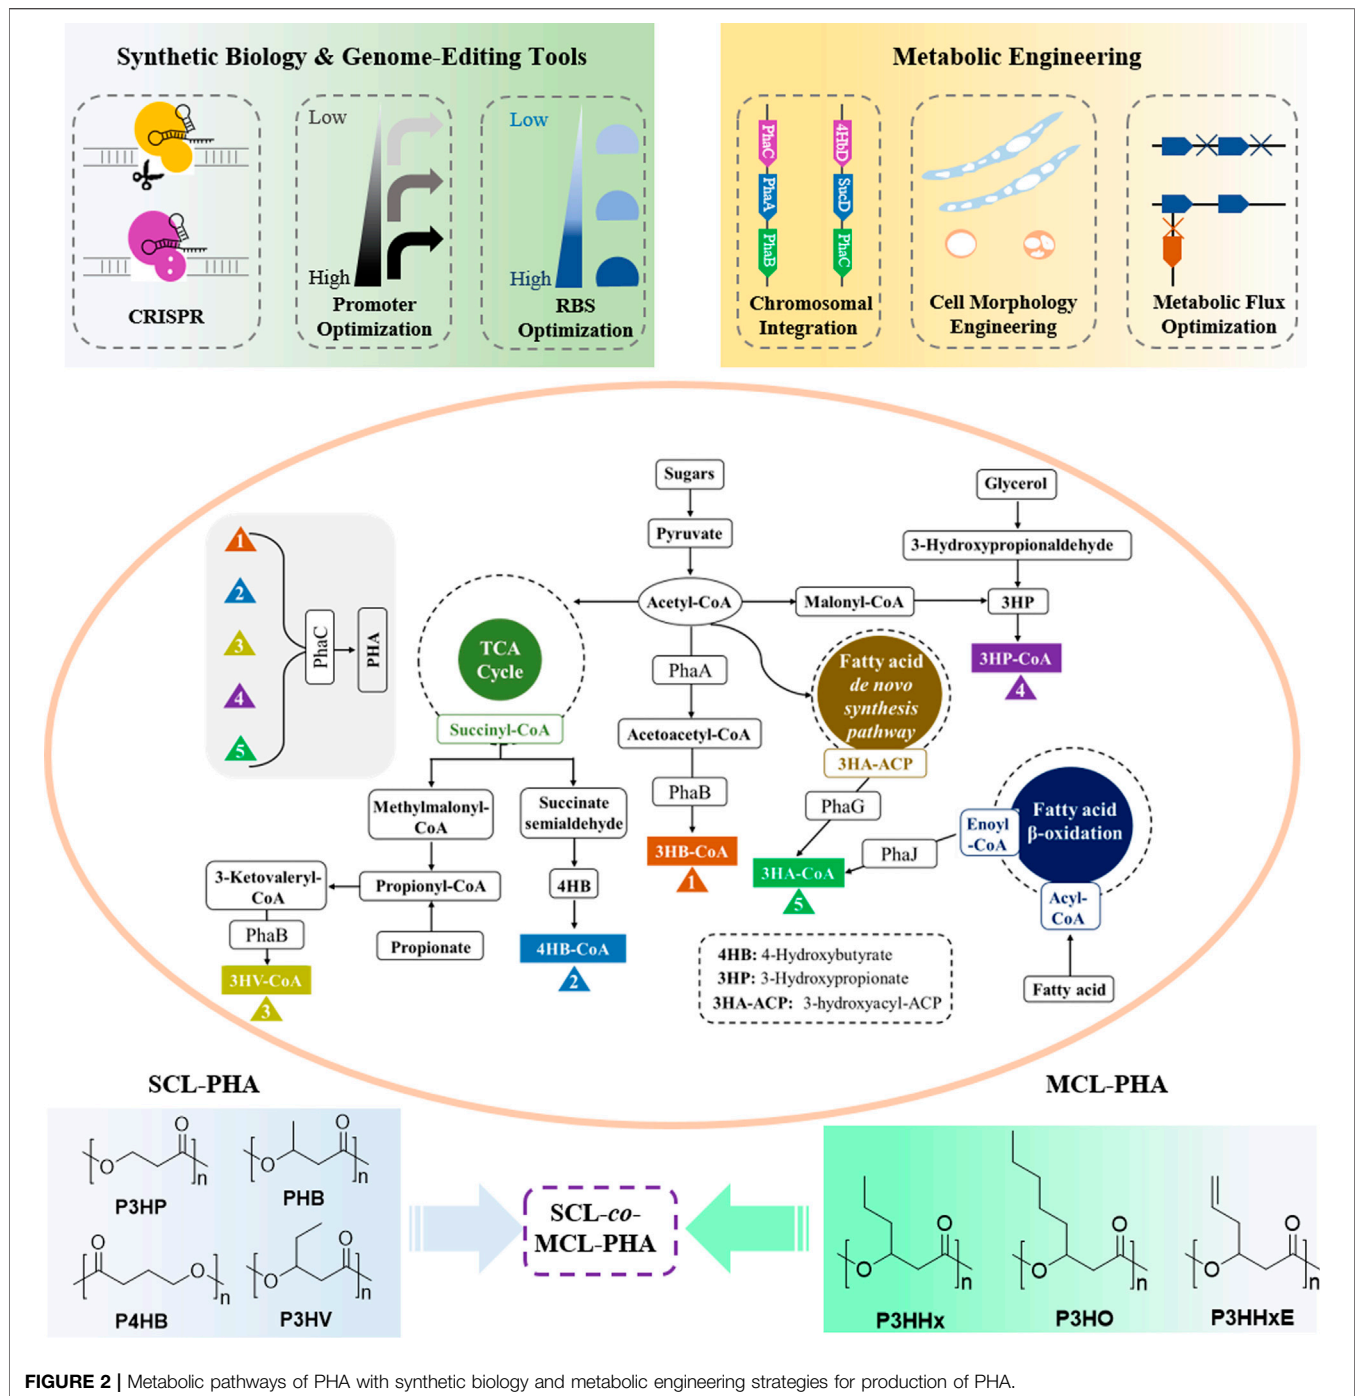 Synthetic Biology & Genome-Editing Tools
CRISPR
Low
High
Promoter
Optimization
Low
High
RBS
Optimization
Metabolic Engineering
PhaC
PhaA
PhaB
4HbD
SucD
PhaC
Chromosomal
Integration
Cell Morphology
Engineering
Metabolic Flux
Optimization
1
2
3
4
5
PhaC
PHA
Sugars
Pyruvate
Acetyl-CoA
Malonyl-CoA
Glycerol
3-Hydroxypropionaldehyde
3HP
3HP-CoA
4
TCA
Cycle
Succinyl-CoA
PhaA
Acetoacetyl-CoA
PhaB
3HB-CoA
1
Fatty acid
de novo
synthesis
pathway
3HA-ACP
PhaG
3HA-CoA
5
PhaJ
Enoyl
-CoA
Fatty acid
β-oxidation
Acyl-
CoA
Fatty acid
Methylmalonyl-
CoA
Succinate
semialdehyde
3-Ketovaleryl-
CoA
Propionyl-CoA
4HB
PhaB
Propionate
4HB-CoA
2
3HV-CoA
3
4HB: 4-Hydroxybutyrate
3HP: 3-Hydroxypropionate
3HA-ACP: 3-hydroxyacyl-ACP
SCL-PHA
O
O
n
P3HP
O
O
n
PHB
O
O
n
P4HB
O
O
n
P3HV
SCL-co-
MCL-PHA
MCL-PHA
O
O
n
P3HHx
O
O
n
P3HO
O
O
n
P3HHxE
FIGURE 2 | Metabolic pathways of PHA with synthetic biology and metabolic engineering strategies for production of PHA.